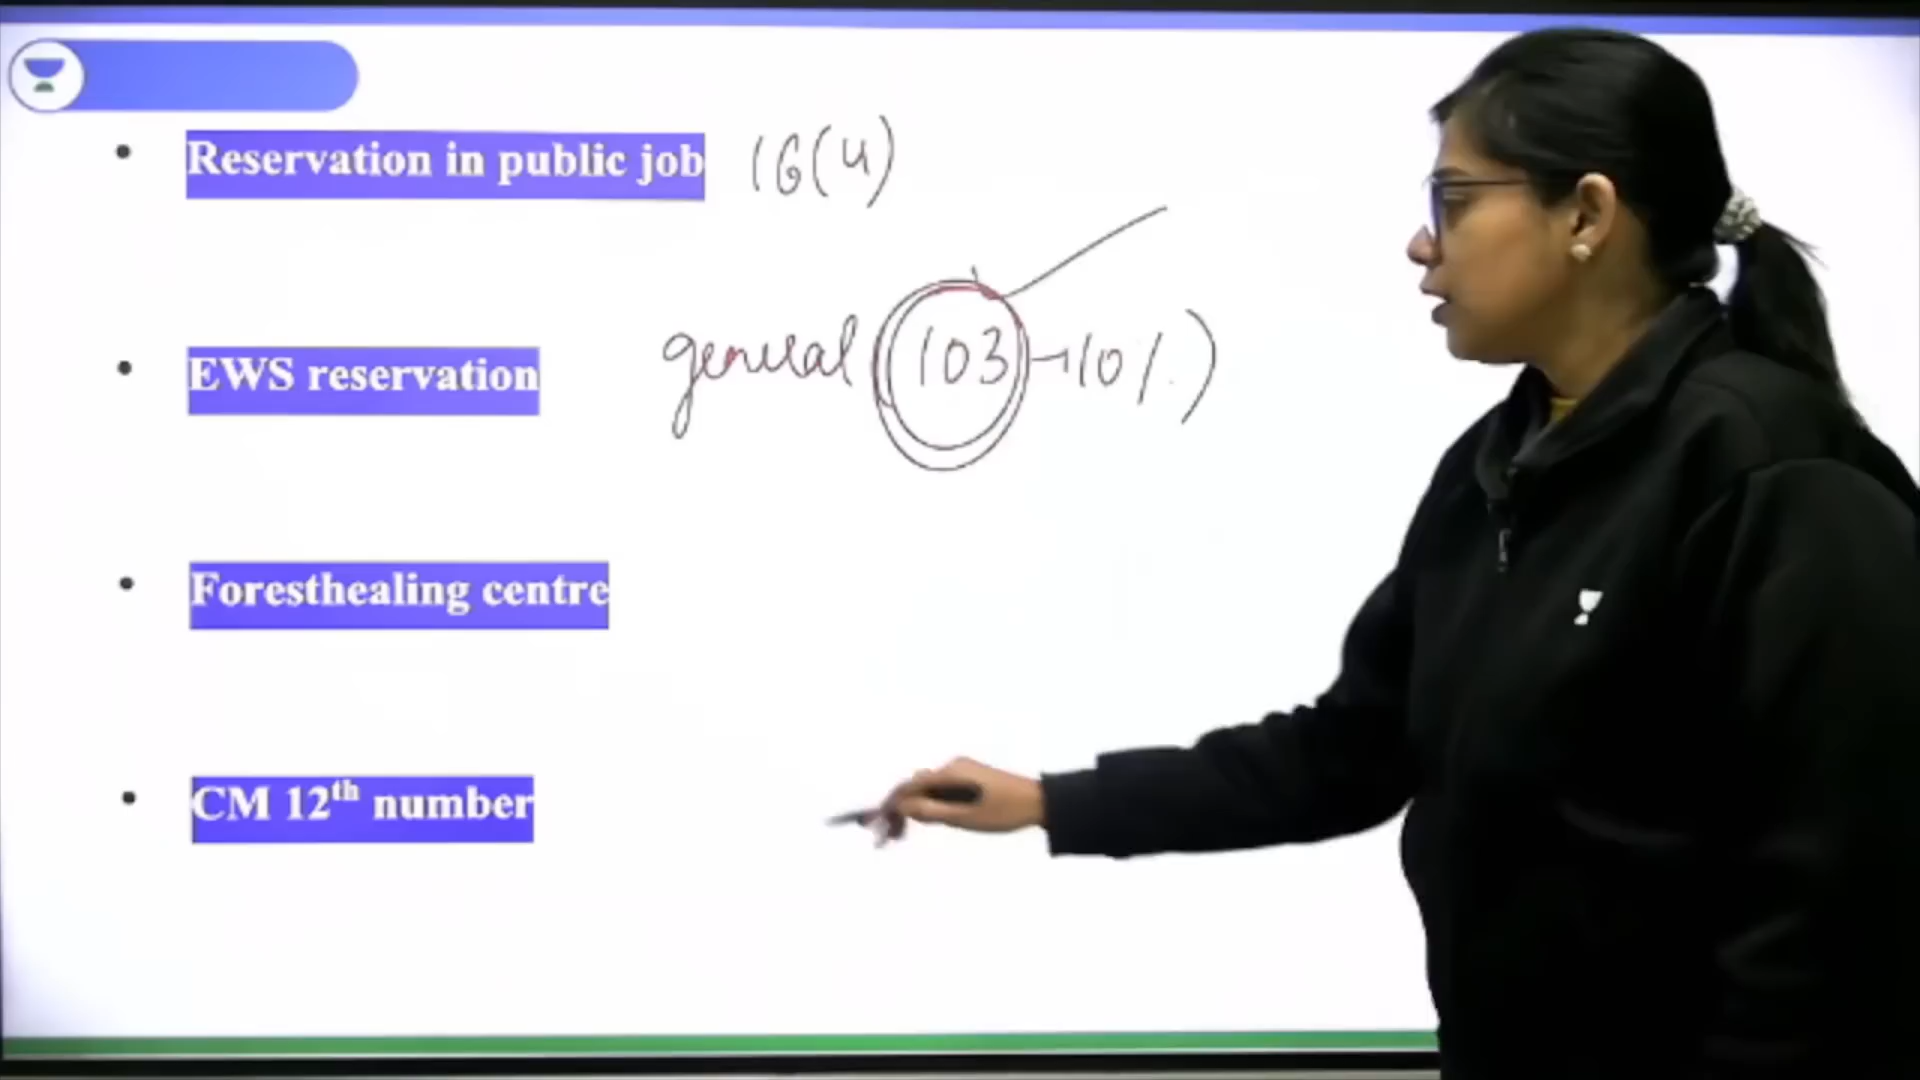 Reservation in public job 16(4)
EWS reservation general (103→10%)
Foresthealing centre
CM 12th number